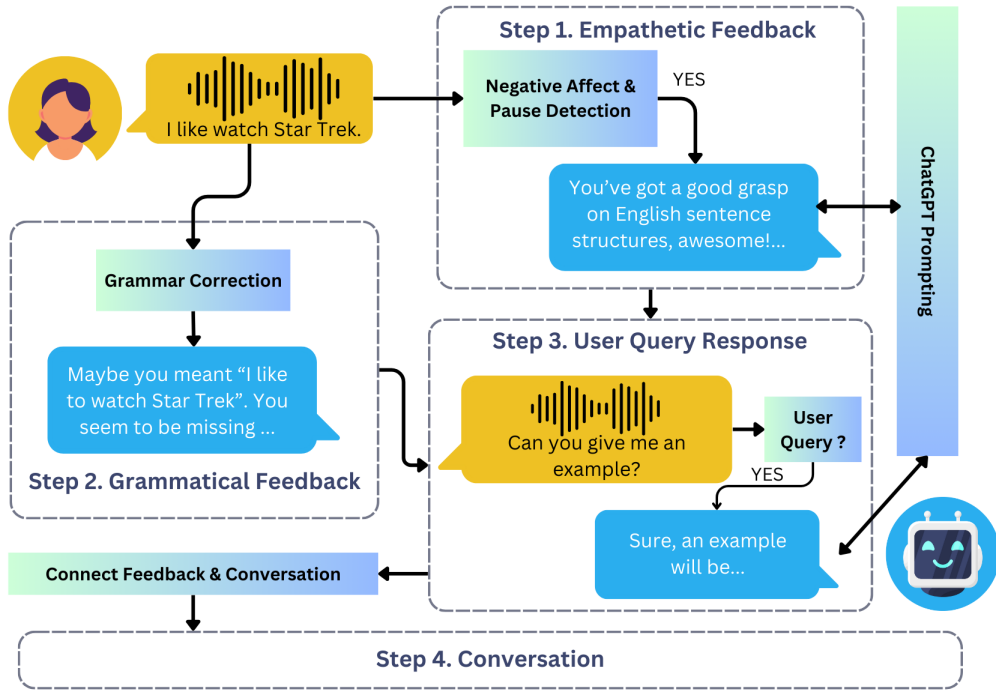 Step 1. Empathetic Feedback
I like watch Star Trek.
Negative Affect &
Pause Detection
YES
You’ve got a good grasp
on English sentence
structures, awesome!...
ChatGPT Prompting
Grammar Correction
Maybe you meant “I like
to watch Star Trek”. You
seem to be missing ...
Step 2. Grammatical Feedback
Step 3. User Query Response
Can you give me an
example?
User
Query ?
YES
Sure, an example
will be...
Connect Feedback & Conversation
Step 4. Conversation